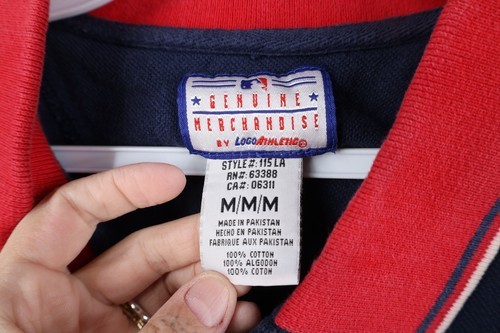 GENUINE
MERCHANDISE
BY LOGOATHLETIC
STYLE#: 115 LA
RN#: 63388
CA#: 06311
M/M/M
MADE IN PAKISTAN
HECHO EN PAKISTAN
FABRIQUE AUX PAKISTAN
100% COTTON
100% ALGODON
100% COTON